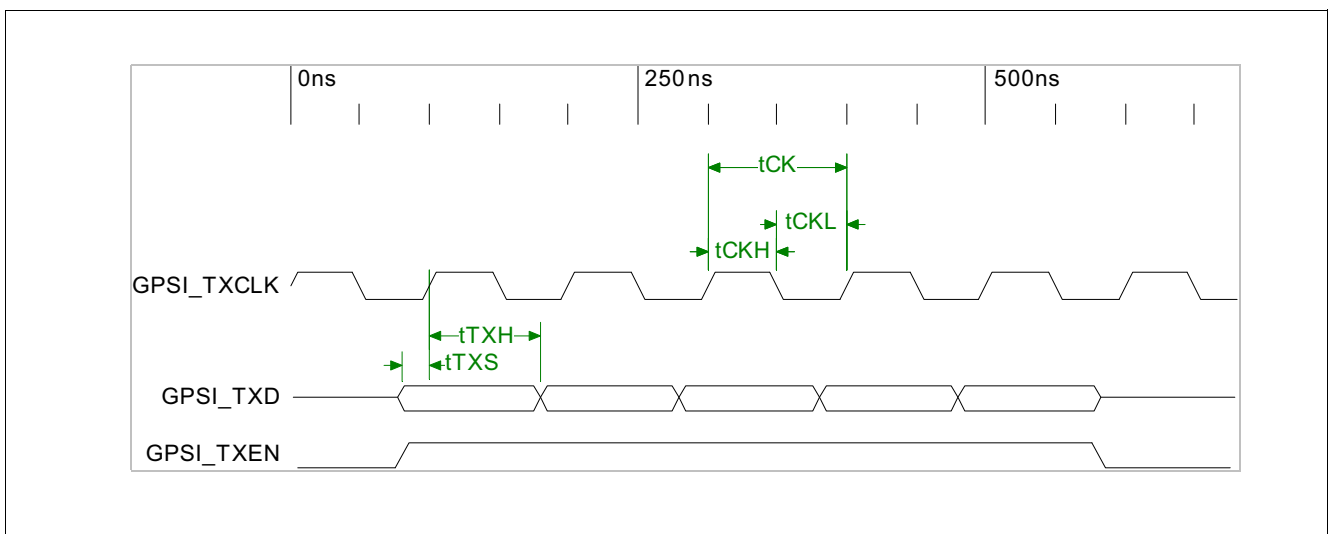 0ns 250ns 500ns
tCK
tCKL
tCKH
GPSI_TXCLK
tTXH
tTXS
GPSI_TXD
GPSI_TXEN